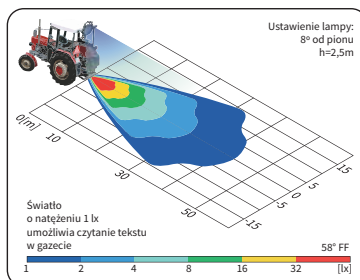 Ustawienie lampy:
8° od pionu
h=2,5m
0[m]
10
30
50
-15
-5
0
5
15
Światło
o natężeniu 1 lx
umożliwia czytanie tekstu
w gazecie
58° FF
1 2 4 8 16 32 [lx]